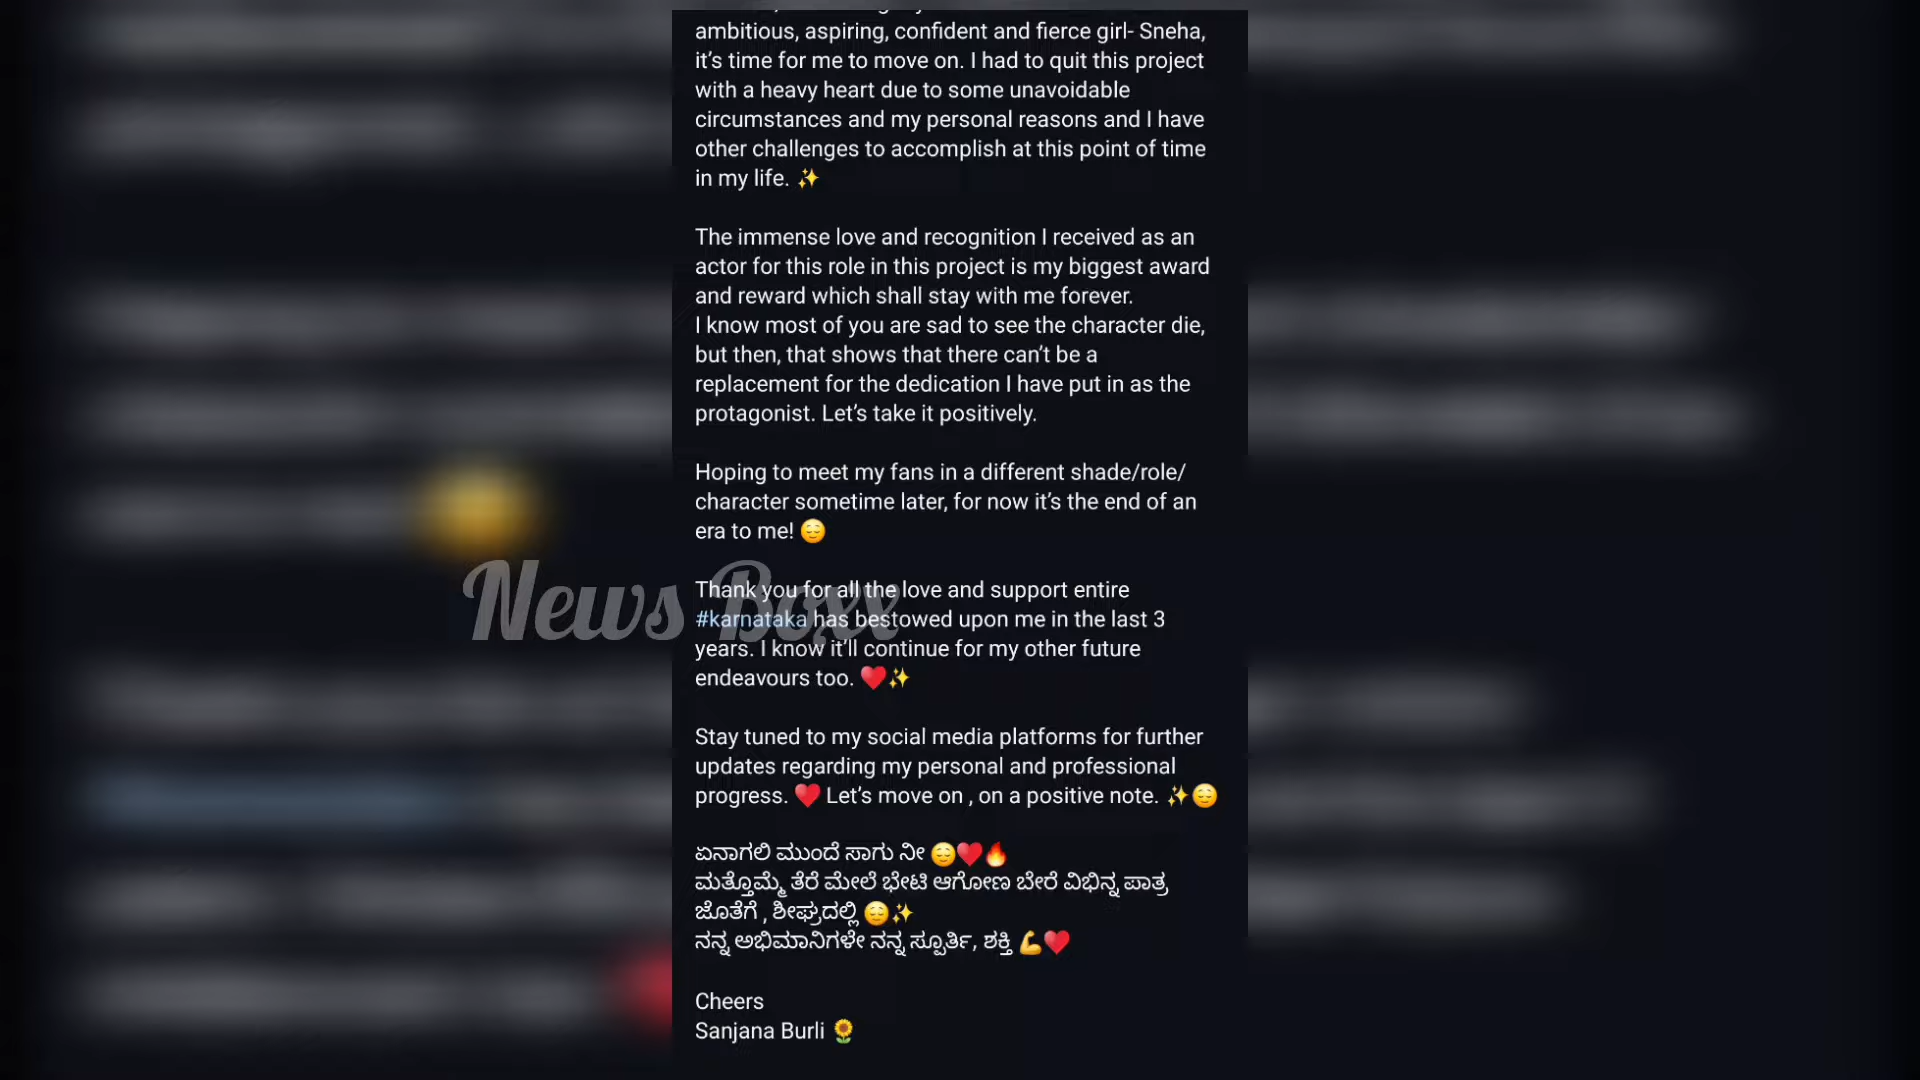 ambitious, aspiring, confident and fierce girl- Sneha,
it’s time for me to move on. I had to quit this project
with a heavy heart due to some unavoidable
circumstances and my personal reasons and I have
other challenges to accomplish at this point of time
in my life. ✨
The immense love and recognition I received as an
actor for this role in this project is my biggest award
and reward which shall stay with me forever.
I know most of you are sad to see the character die,
but then, that shows that there can’t be a
replacement for the dedication I have put in as the
protagonist. Let’s take it positively.
Hoping to meet my fans in a different shade/role/
character sometime later, for now it’s the end of an
era to me! 😌
Thank you for all the love and support entire
#karnataka has bestowed upon me in the last 3
years. I know it’ll continue for my other future
endeavours too. ♥️✨
Stay tuned to my social media platforms for further
updates regarding my personal and professional
progress. ♥️ Let’s move on , on a positive note. ✨😌
ಏನಾಗಲಿ ಮುಂದೆ ಸಾಗು ನೀ 😌♥️🔥
ಮತ್ತೊಮ್ಮೆ ತೆರೆ ಮೇಲೆ ಭೇಟಿ ಆಗೋಣ ಬೇರೆ ವಿಭಿನ್ನ ಪಾತ್ರ
ಜೊತೆಗೆ , ಶೀಘ್ರದಲ್ಲಿ 😌✨
ನನ್ನ ಅಭಿಮಾನಿಗಳೇ ನನ್ನ ಸ್ಪೂರ್ತಿ, ಶಕ್ತಿ 💪♥️
Cheers
Sanjana Burli 🌻
News Boxx